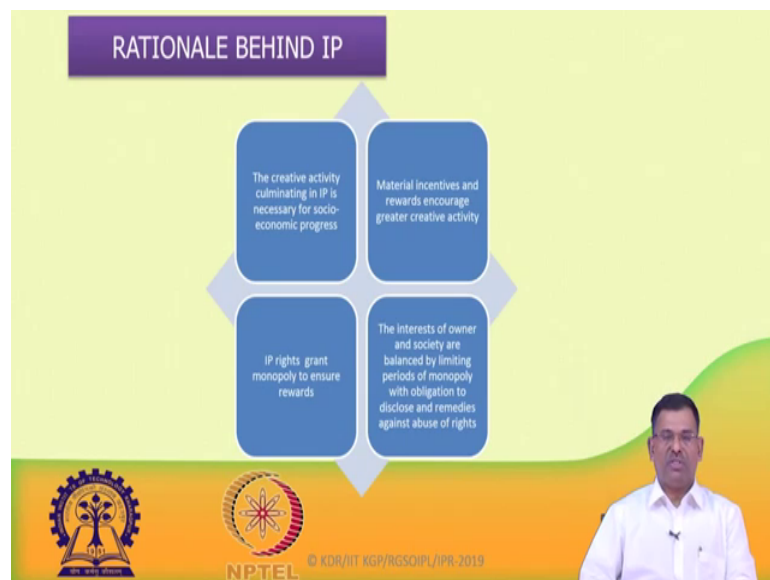 RATIONALE BEHIND IP
The creative activity
culminating in IP is
necessary for socio-
economic progress
Material incentives and
rewards encourage
greater creative activity
IP rights grant
monopoly to ensure
rewards
The interests of owner
and society are
balanced by limiting
periods of monopoly
with obligation to
disclose and remedies
against abuse of rights
NPTEL
© KDR/IIT KGP/RGSOIPL/IPR-2019